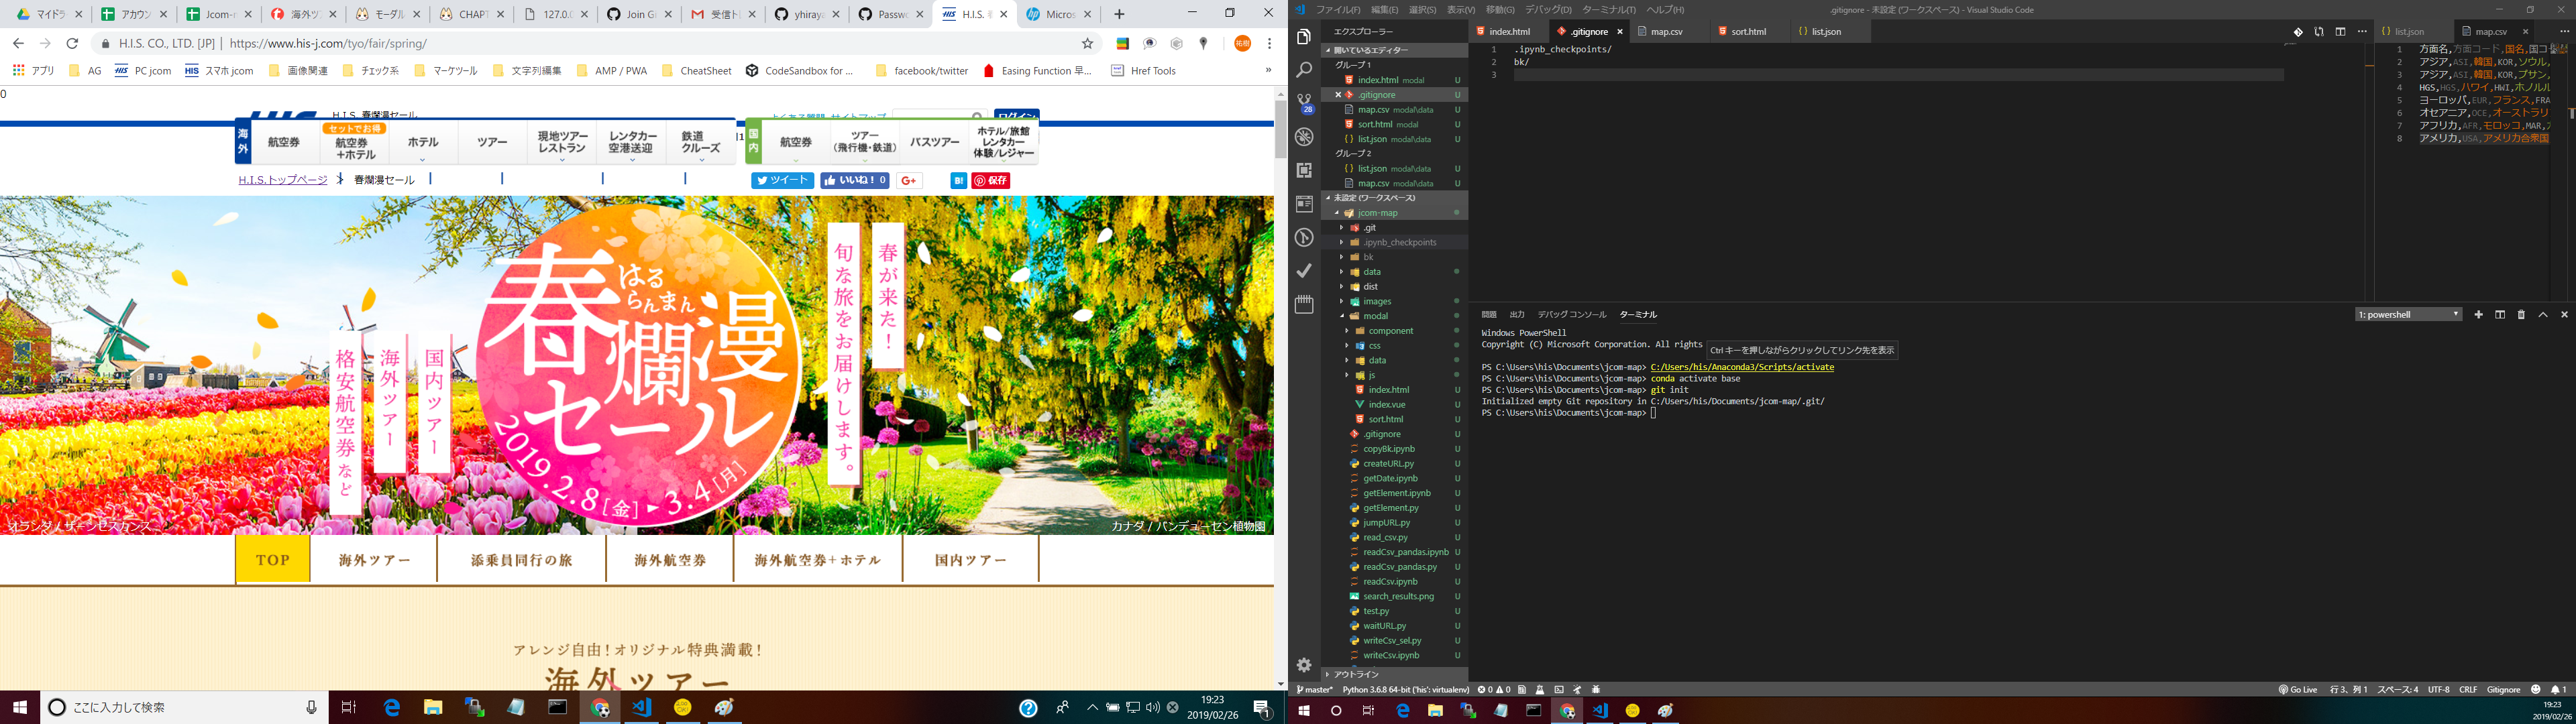 マイドラ
アカウン
Jcom-r
海外ツ
モーダル
CHAPT
127.0.0
Join Gi
受信ト
yhiraya
Passwo
H.I.S. 春
Micros
H.I.S. CO., LTD. [JP] | https://www.his-j.com/tyo/fair/spring/
アプリ
AG
PC jcom
スマホ jcom
画像関連
チェック系
マーケツール
文字列編集
AMP / PWA
CheatSheet
CodeSandbox for ...
facebook/twitter
Easing Function 早...
Href Tools
0
H.I.S. 春爛漫セール
よくある質問 サイトマップ
ログイン
海外
航空券
セットでお得
航空券
+ホテル
ホテル
ツアー
現地ツアー
レストラン
レンタカー
空港送迎
鉄道
クルーズ
国内
航空券
ツアー
(飛行機・鉄道)
バスツアー
ホテル/旅館
レンタカー
体験/レジャー
H.I.S.トップページ
春爛漫セール
ツイート
いいね! 0
G+
B!
保存
春が来た!
旬な旅をお届けします。
はる
らんまん
春爛漫
セール
2019.2.8[金]▸3.4[月]
国内ツアー
海外ツアー
格安航空券など
オランダ / ザーンセスカンス
カナダ / バンデューセン植物園
TOP
海外ツアー
添乗員同行の旅
海外航空券
海外航空券+ホテル
国内ツアー
アレンジ自由!オリジナル特典満載!
海外ツアー
ここに入力して検索
19:23
2019/02/26
1
ファイル(F) 編集(E) 選択(S) 表示(V) 移動(G) デバッグ(D) ターミナル(T) ヘルプ(H)
.gitignore - 未設定 (ワークスペース) - Visual Studio Code
エクスプローラー
開いているエディター
グループ 1
index.html modal U
.gitignore U
map.csv modal\data U
sort.html modal U
list.json modal\data U
グループ 2
list.json modal\data U
map.csv modal\data U
28
未設定 (ワークスペース)
jcom-map
.git
.ipynb_checkpoints
bk
data
dist
images
modal
component
css
data
js
index.html U
index.vue U
sort.html U
.gitignore U
copyBk.ipynb U
createURL.py U
getDate.ipynb U
getElement.ipynb U
getElement.py U
jumpURL.py U
read_csv.py U
readCsv_pandas.ipynb U
readCsv_pandas.py U
readCsv.ipynb U
search_results.png U
test.py U
waitURL.py U
writeCsv_sel.py U
writeCsv.ipynb U
アウトライン
index.html
.gitignore
map.csv
sort.html
list.json
1 .ipynb_checkpoints/
2 bk/
3
list.json
map.csv
1 方面名,方面コード,国名,国コ
2 アジア,ASI,韓国,KOR,ソウル,
3 アジア,ASI,韓国,KOR,プサン,
4 HGS,HGS,ハワイ,HWI,ホノルル
5 ヨーロッパ,EUR,フランス,FRA
6 オセアニア,OCE,オーストラリ
7 アフリカ,AFR,モロッコ,MAR,
8 アメリカ,USA,アメリカ合衆国
問題 出力 デバッグ コンソール ターミナル
1: powershell
Windows PowerShell
Copyright (C) Microsoft Corporation. All rights
Ctrl キーを押しながらクリックしてリンク先を表示
PS C:\Users\his\Documents\jcom-map> C:/Users/his/Anaconda3/Scripts/activate
PS C:\Users\his\Documents\jcom-map> conda activate base
PS C:\Users\his\Documents\jcom-map> git init
Initialized empty Git repository in C:/Users/his/Documents/jcom-map/.git/
PS C:\Users\his\Documents\jcom-map>
master* Python 3.6.8 64-bit ('his': virtualenv) 0 0
Go Live 行 3、列 1 スペース: 4 UTF-8 CRLF Gitignore 1
19:23
2019/02/26